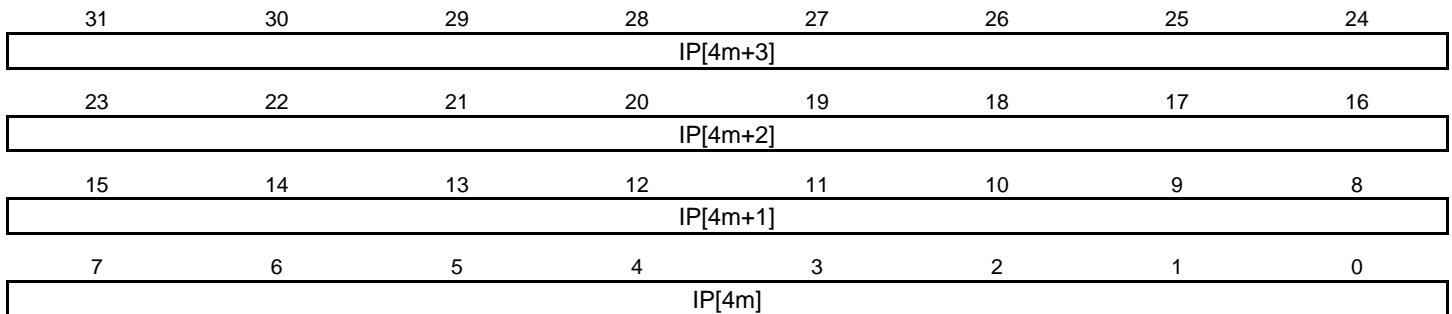 31 30 29 28 27 26 25 24
IP[4m+3]
23 22 21 20 19 18 17 16
IP[4m+2]
15 14 13 12 11 10 9 8
IP[4m+1]
7 6 5 4 3 2 1 0
IP[4m]